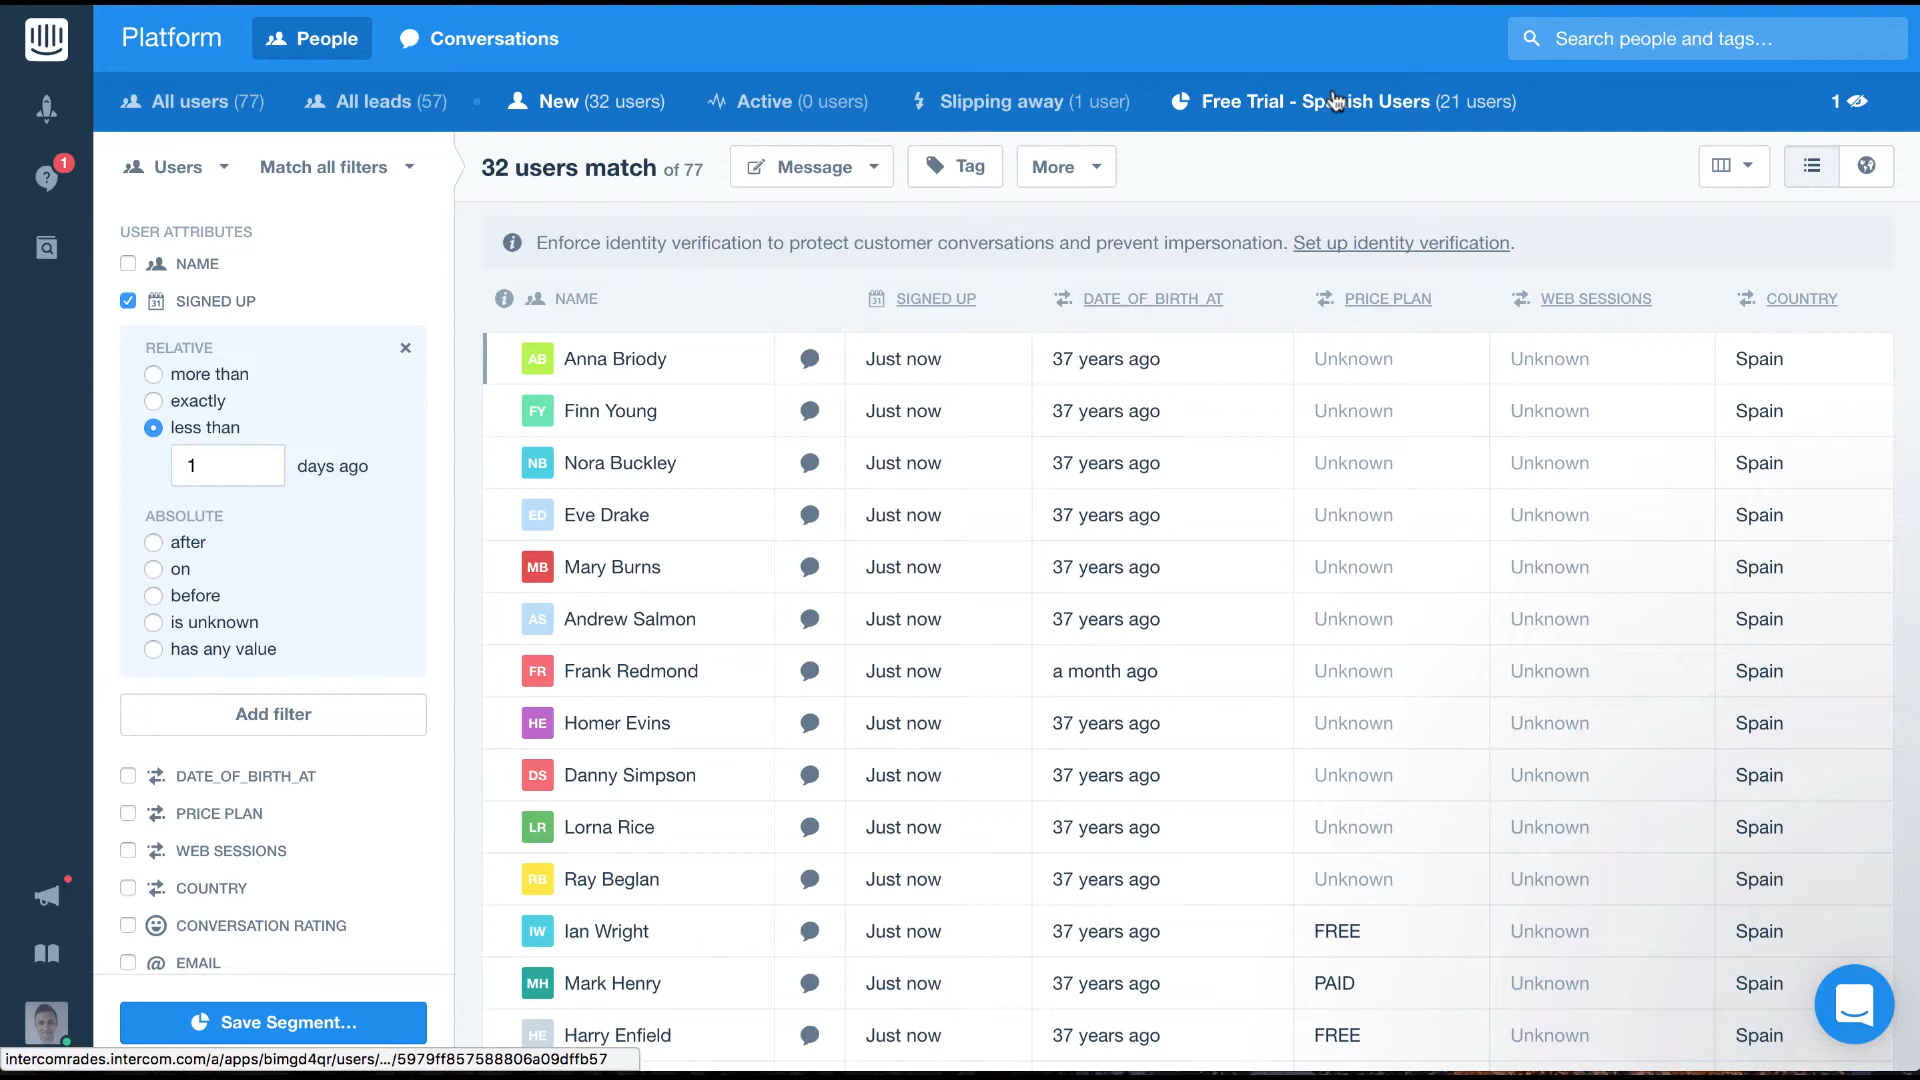 Platform People Conversations Search people and tags...
All users (77) All leads (57) New (32 users) Active (0 users) Slipping away (1 user) Free Trial - Spanish Users (21 users) 1
1
Users Match all filters 32 users match of 77 Message Tag More
USER ATTRIBUTES
NAME
31 SIGNED UP
RELATIVE
more than
exactly
less than
1 days ago
ABSOLUTE
after
on
before
is unknown
has any value
Add filter
DATE_OF_BIRTH_AT
PRICE PLAN
WEB SESSIONS
COUNTRY
CONVERSATION RATING
@ EMAIL
Save Segment...
Enforce identity verification to protect customer conversations and prevent impersonation. Set up identity verification.
NAME 31 SIGNED UP DATE_OF_BIRTH_AT PRICE PLAN WEB SESSIONS COUNTRY
AB Anna Briody Just now 37 years ago Unknown Unknown Spain
FY Finn Young Just now 37 years ago Unknown Unknown Spain
NB Nora Buckley Just now 37 years ago Unknown Unknown Spain
ED Eve Drake Just now 37 years ago Unknown Unknown Spain
MB Mary Burns Just now 37 years ago Unknown Unknown Spain
AS Andrew Salmon Just now 37 years ago Unknown Unknown Spain
FR Frank Redmond Just now a month ago Unknown Unknown Spain
HE Homer Evins Just now 37 years ago Unknown Unknown Spain
DS Danny Simpson Just now 37 years ago Unknown Unknown Spain
LR Lorna Rice Just now 37 years ago Unknown Unknown Spain
RB Ray Beglan Just now 37 years ago Unknown Unknown Spain
IW Ian Wright Just now 37 years ago FREE Unknown Spain
MH Mark Henry Just now 37 years ago PAID Unknown Spain
HE Harry Enfield Just now 37 years ago FREE Unknown Spain
intercomrades.intercom.com/a/apps/bimgd4qr/users/.../5979ff857588806a09dffb57